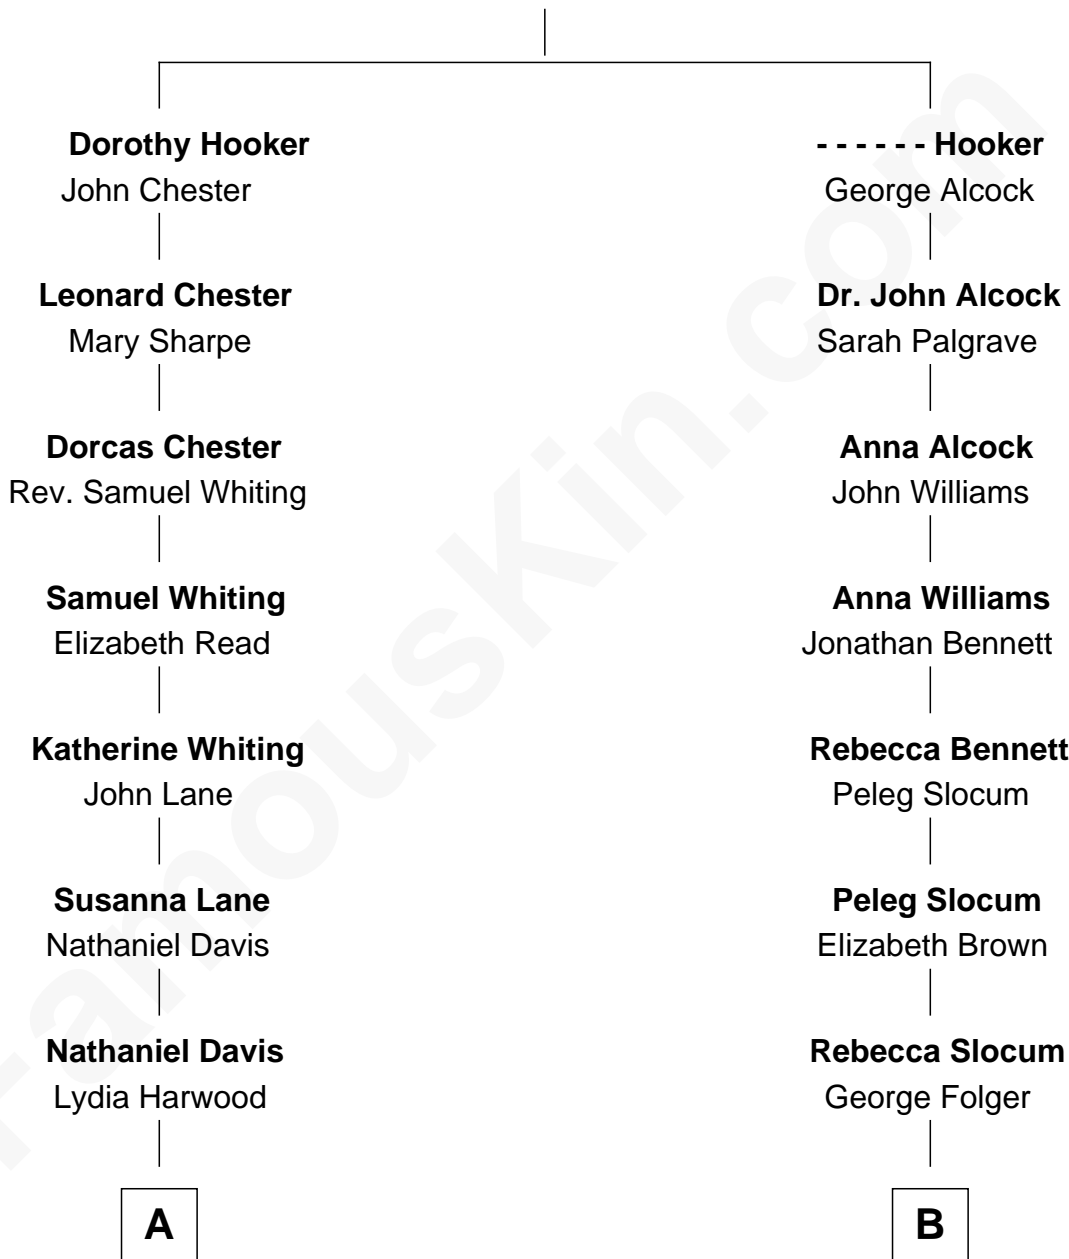 Dorothy Hooker
John Chester
Leonard Chester
Mary Sharpe
Dorcas Chester
Rev. Samuel Whiting
Samuel Whiting
Elizabeth Read
Katherine Whiting
John Lane
Susanna Lane
Nathaniel Davis
Nathaniel Davis
Lydia Harwood
A
- - - - - - Hooker
George Alcock
Dr. John Alcock
Sarah Palgrave
Anna Alcock
John Williams
Anna Williams
Jonathan Bennett
Rebecca Bennett
Peleg Slocum
Peleg Slocum
Elizabeth Brown
Rebecca Slocum
George Folger
B
FamousKin.com